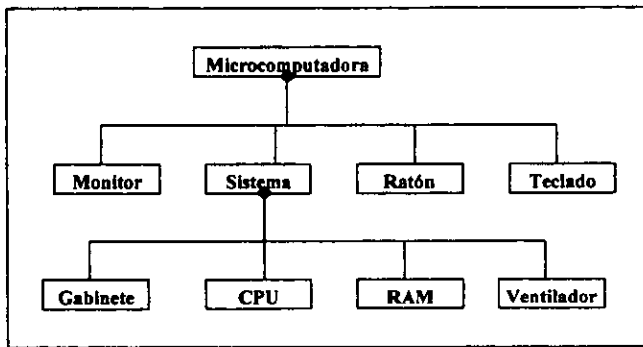 Microcomputadora
Monitor Sistema Ratón Teclado
Gabinete CPU RAM Ventilador